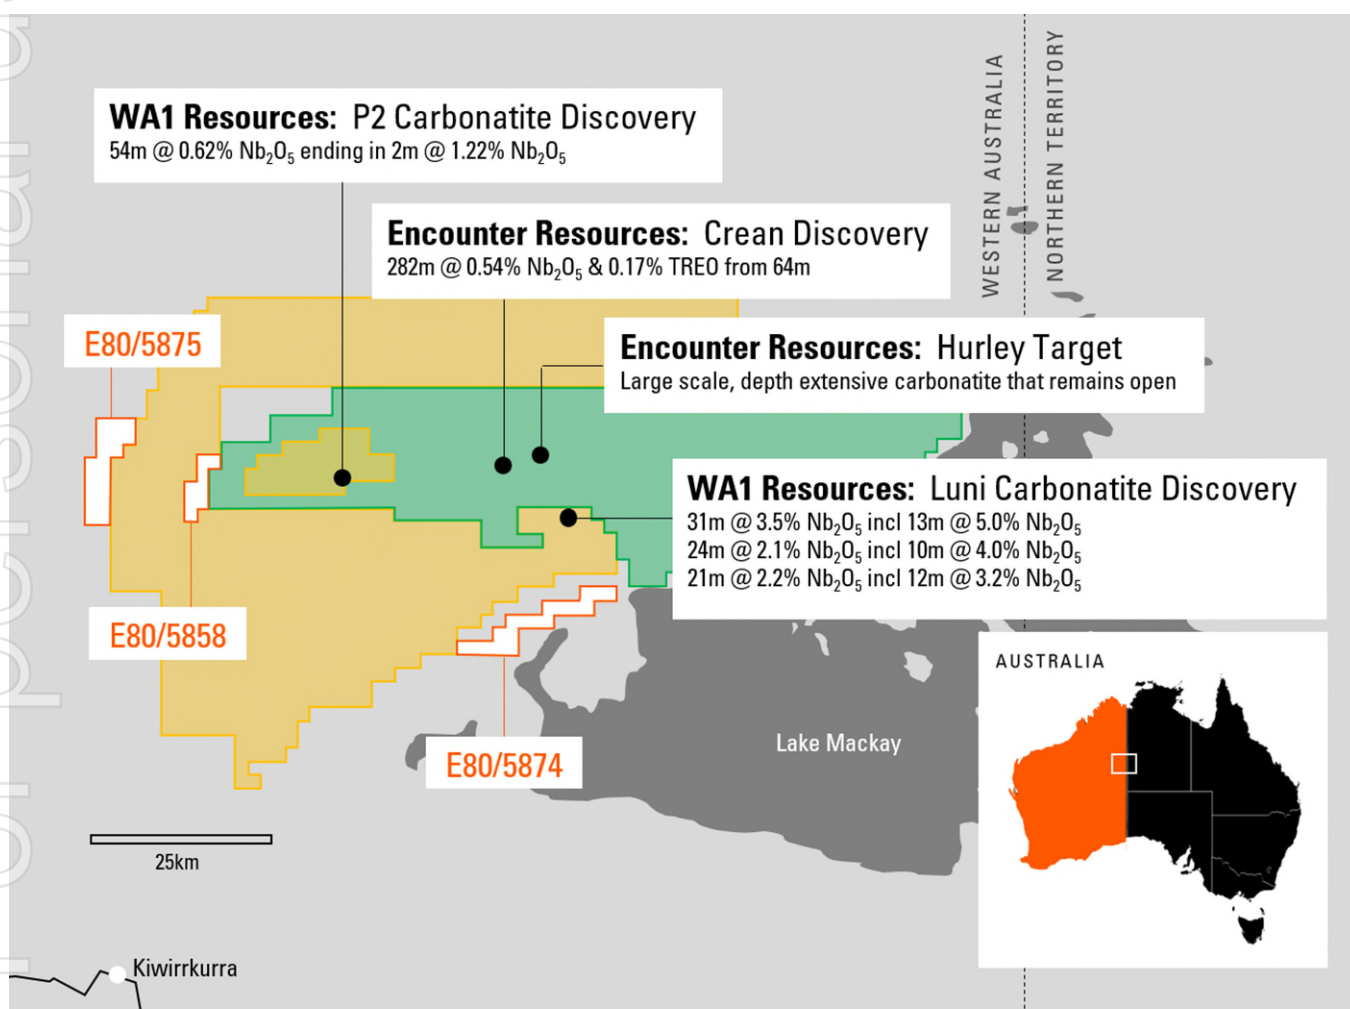 For personal u
WA1 Resources: P2 Carbonatite Discovery
54m @ 0.62% Nb₂O₅ ending in 2m @ 1.22% Nb₂O₅
Encounter Resources: Crean Discovery
282m @ 0.54% Nb₂O₅ & 0.17% TREO from 64m
WESTERN AUSTRALIA
NORTHERN TERRITORY
E80/5875
Encounter Resources: Hurley Target
Large scale, depth extensive carbonatite that remains open
WA1 Resources: Luni Carbonatite Discovery
31m @ 3.5% Nb₂O₅ incl 13m @ 5.0% Nb₂O₅
24m @ 2.1% Nb₂O₅ incl 10m @ 4.0% Nb₂O₅
21m @ 2.2% Nb₂O₅ incl 12m @ 3.2% Nb₂O₅
E80/5858
AUSTRALIA
Lake Mackay
E80/5874
25km
Kiwirrkurra